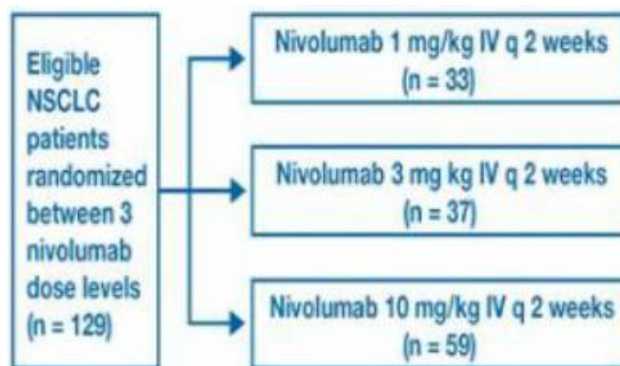 Eligible
NSCLC
patients
randomized
between 3
nivolumab
dose levels
(n = 129)
Nivolumab 1 mg/kg IV q 2 weeks
(n = 33)
Nivolumab 3 mg kg IV q 2 weeks
(n = 37)
Nivolumab 10 mg/kg IV q 2 weeks
(n = 59)